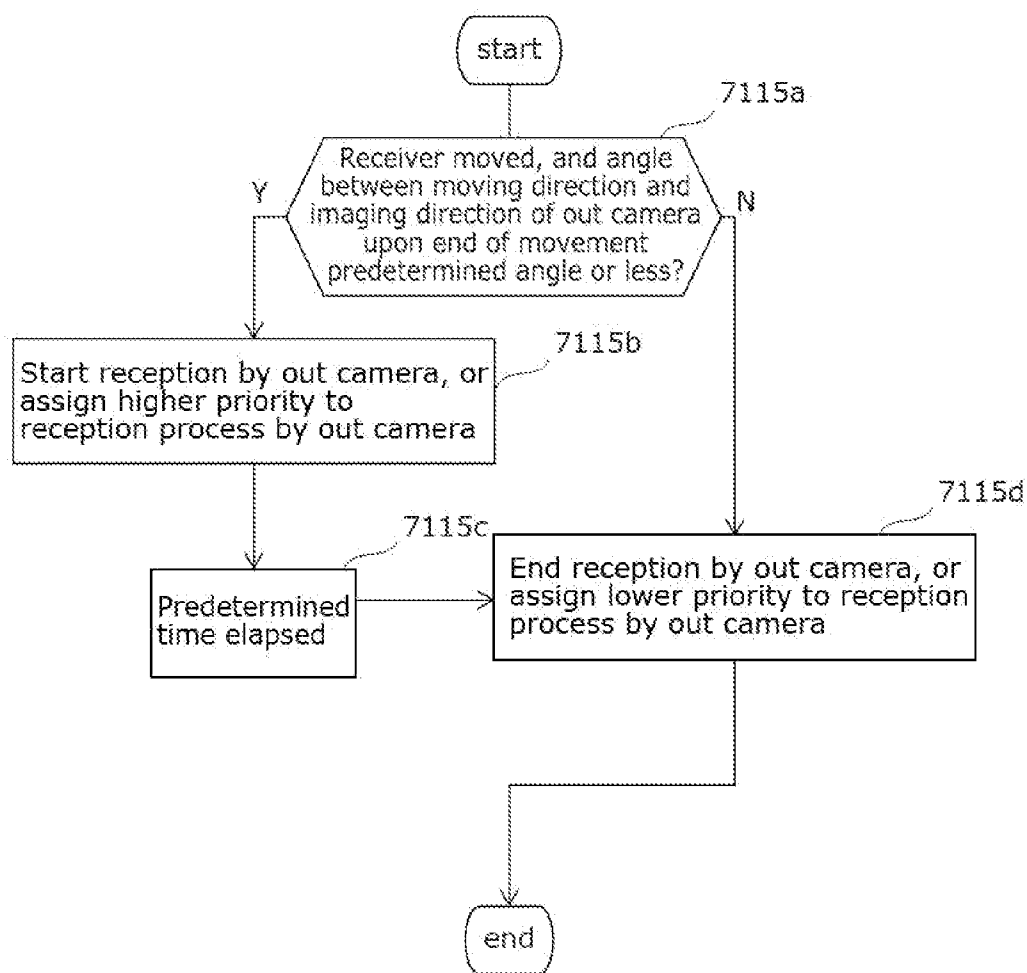 start
7115a
Receiver moved, and angle
between moving direction and
imaging direction of out camera
upon end of movement
predetermined angle or less?
Y
N
7115b
Start reception by out camera, or
assign higher priority to
reception process by out camera
7115c
Predetermined
time elapsed
7115d
End reception by out camera, or
assign lower priority to reception
process by out camera
end